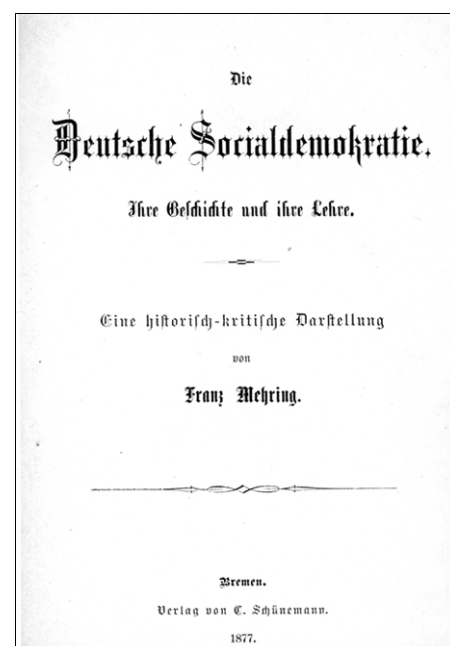 Die
Deutsche Socialdemokratie.
Ihre Geschichte und ihre Lehre.
Eine historisch-kritische Darstellung
von
Franz Mehring.
Bremen.
Verlag von C. Schünemann.
1877.